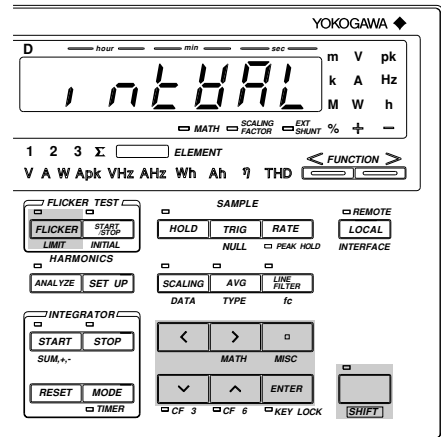 YOKOGAWA
D hour min sec
m V pk
k A Hz
M W h
% + −
intVAL
MATH SCALING FACTOR EXT SHUNT
1 2 3 Σ ELEMENT
V A W Apk VHz AHz Wh Ah η THD
< FUNCTION >
FLICKER TEST
FLICKER START/STOP
LIMIT INITIAL
SAMPLE
HOLD TRIG RATE
NULL PEAK HOLD
REMOTE
LOCAL
INTERFACE
HARMONICS
ANALYZE SET UP
SCALING AVG LINE FILTER
DATA TYPE fc
INTEGRATOR
START STOP
SUM,+,-
RESET MODE
TIMER
< >
MATH MISC
ENTER
CF 3 CF 6 KEY LOCK
SHIFT